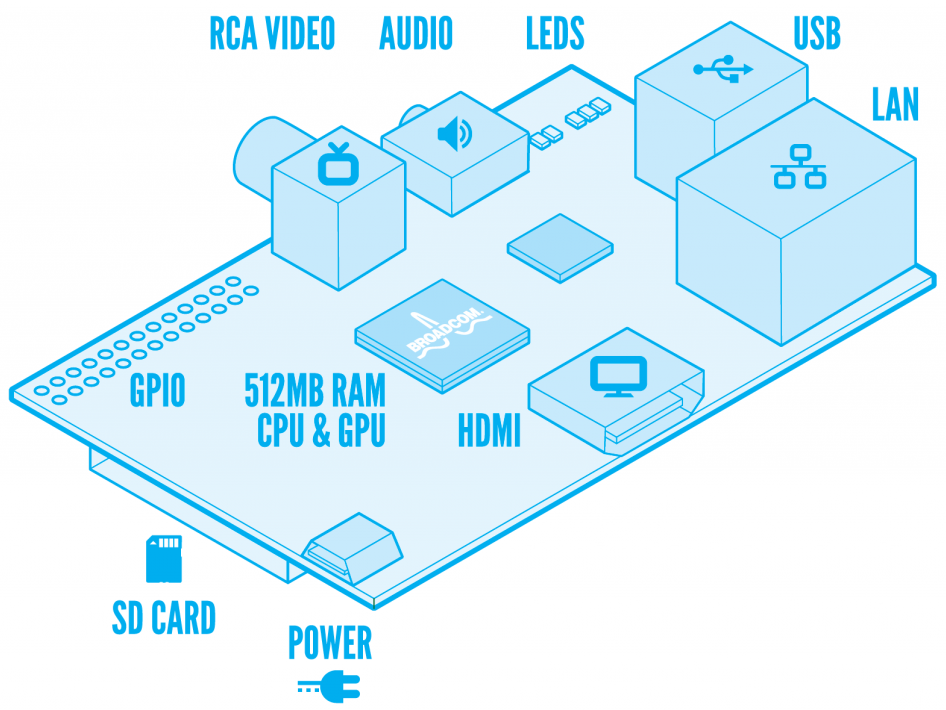 RCA VIDEO
AUDIO
LEDS
USB
LAN
BROADCOM.
GPIO
512MB RAM
CPU & GPU
HDMI
SD CARD
POWER